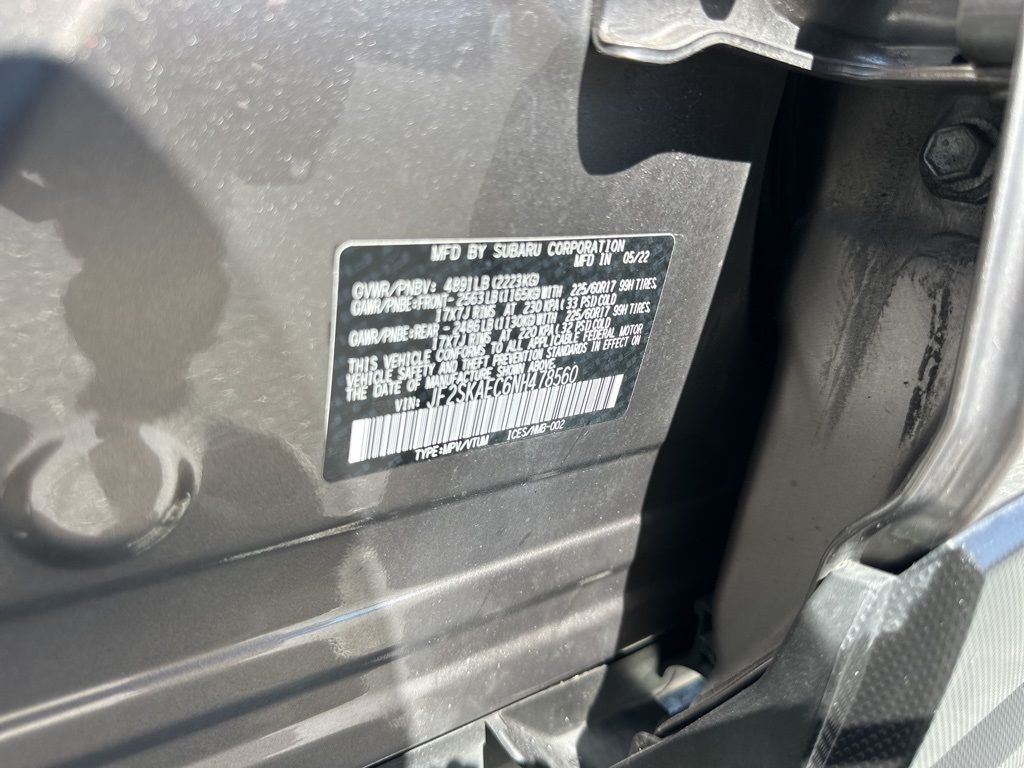 MFD BY SUBARU CORPORATION
MFD IN 05/22
GVWR/PNBV: 4891LB(2223KG)
GAWR/PNBE:FRONT- 2563LB(1165KG)WITH 225/60R17 99H TIRES,
17X7J RIMS AT 230 KPA( 33 PSI)COLD
GAWR/PNBE:REAR - 2486LB(1130KG)WITH 225/60R17 99H TIRES,
17X7J RIMS AT 220 KPA( 32 PSI)COLD
THIS VEHICLE CONFORMS TO ALL APPLICABLE FEDERAL MOTOR
VEHICLE SAFETY AND THEFT PREVENTION STANDARDS IN EFFECT ON
THE DATE OF MANUFACTURE SHOWN ABOVE.
VIN: JF2SKAEC6NH478560
TYPE:MPV/VTUM ICES/NMB-002